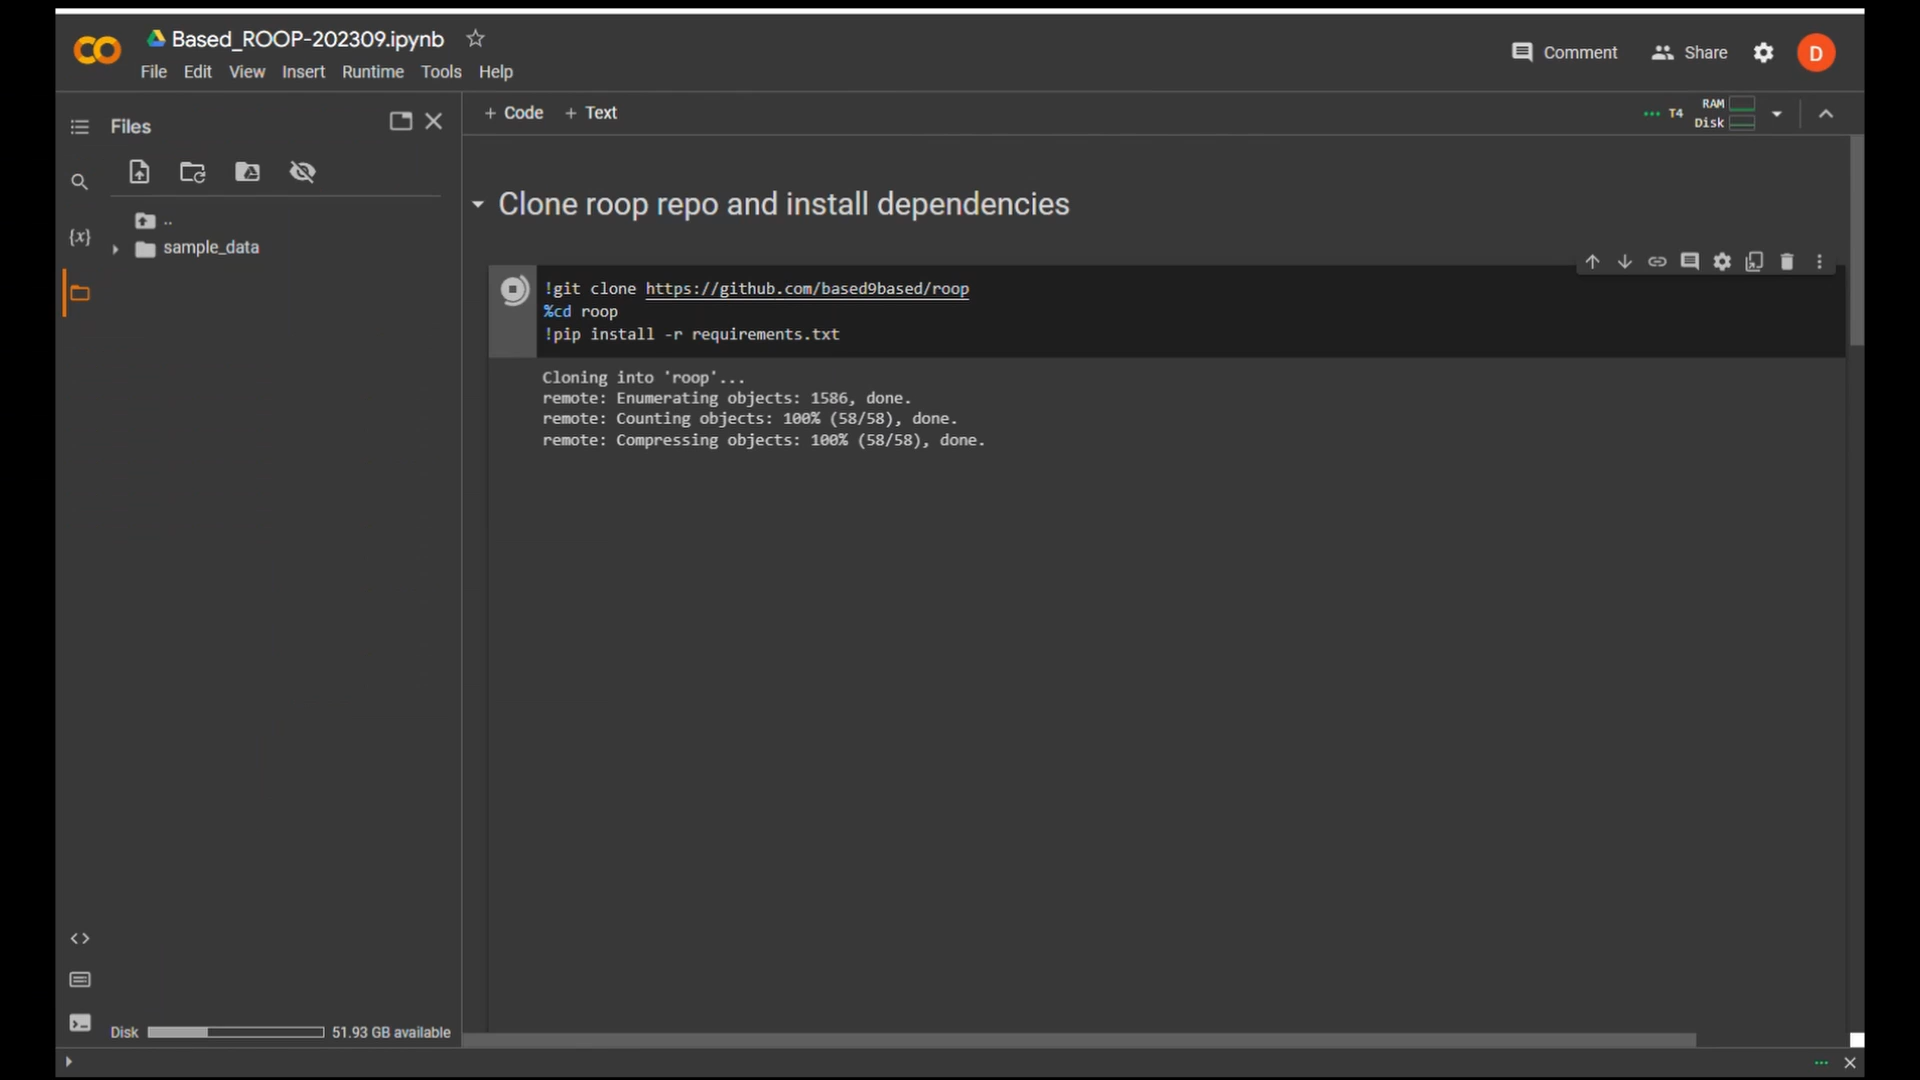 Based_ROOP-202309.ipynb
File Edit View Insert Runtime Tools Help
Comment
Share
D
Files
+ Code + Text
T4
RAM
Disk
..
sample_data
{x}
Clone roop repo and install dependencies
!git clone https://github.com/based9based/roop
%cd roop
!pip install -r requirements.txt
Cloning into 'roop'...
remote: Enumerating objects: 1586, done.
remote: Counting objects: 100% (58/58), done.
remote: Compressing objects: 100% (58/58), done.
Disk 51.93 GB available